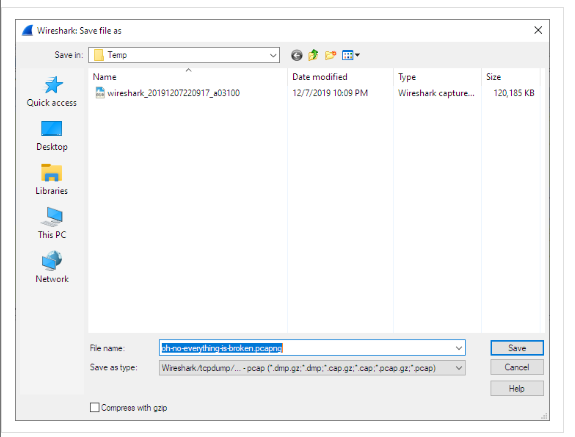 Wireshark: Save file as
Save in: Temp
Name Date modified Type Size
wireshark_20191207220917_a03100 12/7/2019 10:09 PM Wireshark capture... 120,185 KB
Quick access
Desktop
Libraries
This PC
Network
File name: oh-no-everything-is-broken.pcapng Save
Save as type: Wireshark/tcpdump/... - pcap (*.dmp.gz;*.dmp;*.cap.gz;*.cap;*.pcap.gz;*.pcap) Cancel
Help
Compress with gzip